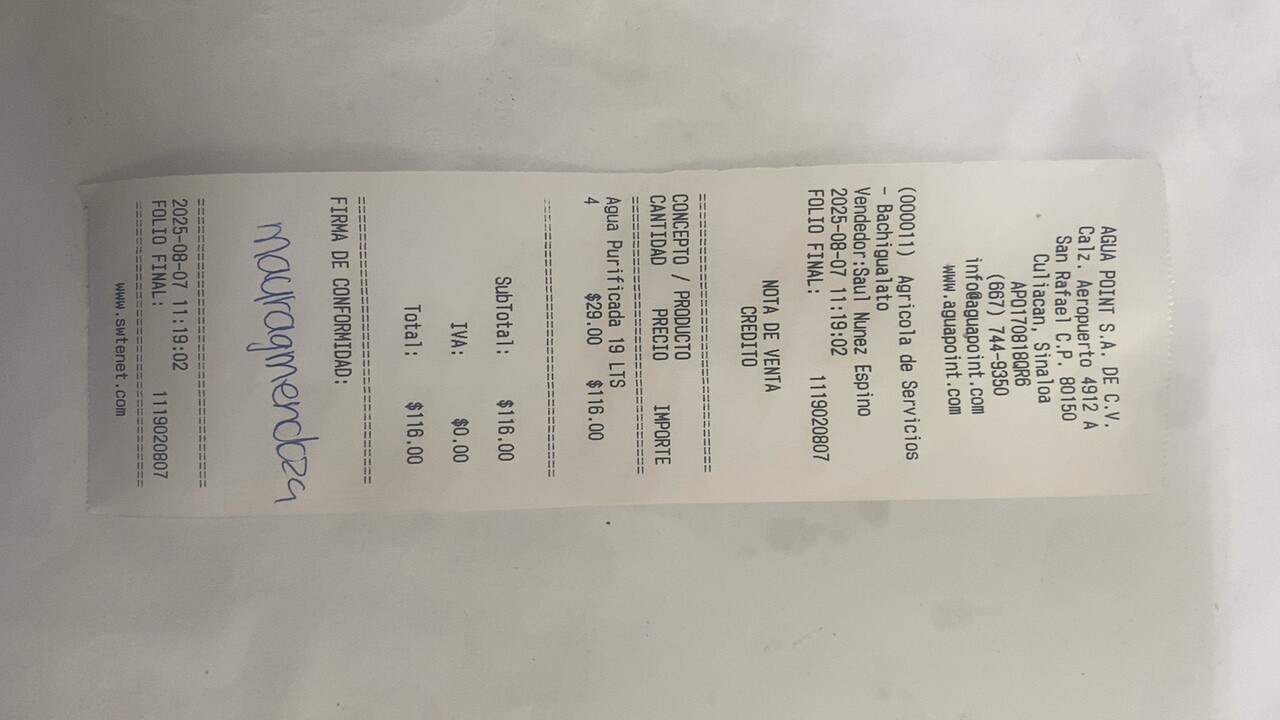 AGUA POINT S.A. DE C.V.
Calz. Aeropuerto 4912 A
San Rafael C.P. 80150
Culiacan, Sinaloa
APO170818QR6
(667) 744-9350
info@aguapoint.com
www.aguapoint.com
(000011) Agricola de Servicios
- Bachigualato
Vendedor:Saul Nunez Espino
2025-08-07 11:19:02
FOLIO FINAL: 1119020807
NOTA DE VENTA
CREDITO
=================================
CONCEPTO / PRODUCTO
CANTIDAD PRECIO IMPORTE
=================================
Agua Purificada 19 LTS
4 $29.00 $116.00
=================================
SubTotal: $116.00
IVA: $0.00
Total: $116.00
=================================
FIRMA DE CONFORMIDAD:
mayragmendoza
=================================
2025-08-07 11:19:02
FOLIO FINAL: 1119020807
=================================
www.swtenet.com